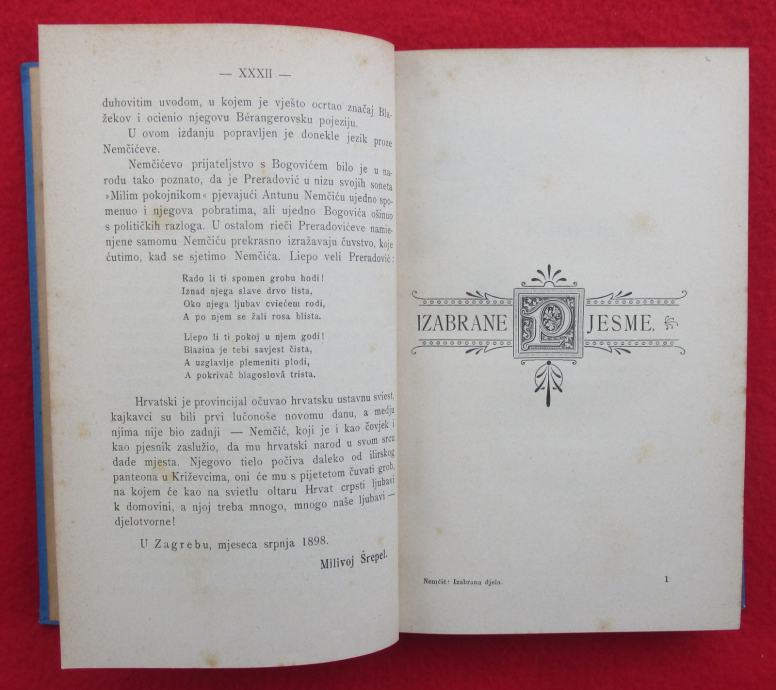 — XXXII —
duhovitim uvodom, u kojem je vješto ocrtao značaj Bla-
žekov i ocienio njegovu Bérangerovsku pojeziju.
U ovom izdanju popravljen je donekle jezik proze
Nemčićeve.
Nemčićevo prijateljstvo s Bogovićem bilo je u na-
rodu tako poznato, da je Preradović u nizu svojih soneta
»Milim pokojnikom« pjevajući Antunu Nemčiću ujedno spo-
menuo i njegova pobratima, ali ujedno Bogovića ošinuo
s političkih razloga. U ostalom rieči Preradovićeve namie-
njene samomu Nemčiću prekrasno izražavaju čuvstvo, koje
ćutimo, kad se sjetimo Nemčića. Liepo veli Preradović:
Rado li ti spomen grobu hodi!
Iznad njega slave drvo lista,
Oko njega ljubav cviećem rodi,
A po njem se žali rosa blista.
Liepo li ti pokoj u njem godi!
Blazina je tebi savjest čista,
A uzglavlje plemeniti plodi,
A pokrivač blagoslovâ trista.
Hrvatski je provincijal očuvao hrvatsku ustavnu sviest,
kajkavci su bili prvi lučonoše novomu danu, a medju
njima nije bio zadnji — Nemčić, koji je i kao čovjek i
kao pjesnik zaslužio, da mu hrvatski narod u svom srcu
dade mjesta. Njegovo tielo počiva daleko od ilirskog
panteona u Križevcima, oni će mu s pijetetom čuvati grob,
na kojem će kao na svietlu oltaru Hrvat crpsti ljubavi
k domovini, a njoj treba mnogo, mnogo naše ljubavi —
djelotvorne!
U Zagrebu, mjeseca srpnja 1898.
Milivoj Šrepel.
IZABRANE PJESME.
Nemčić: Izabrana djela.
1